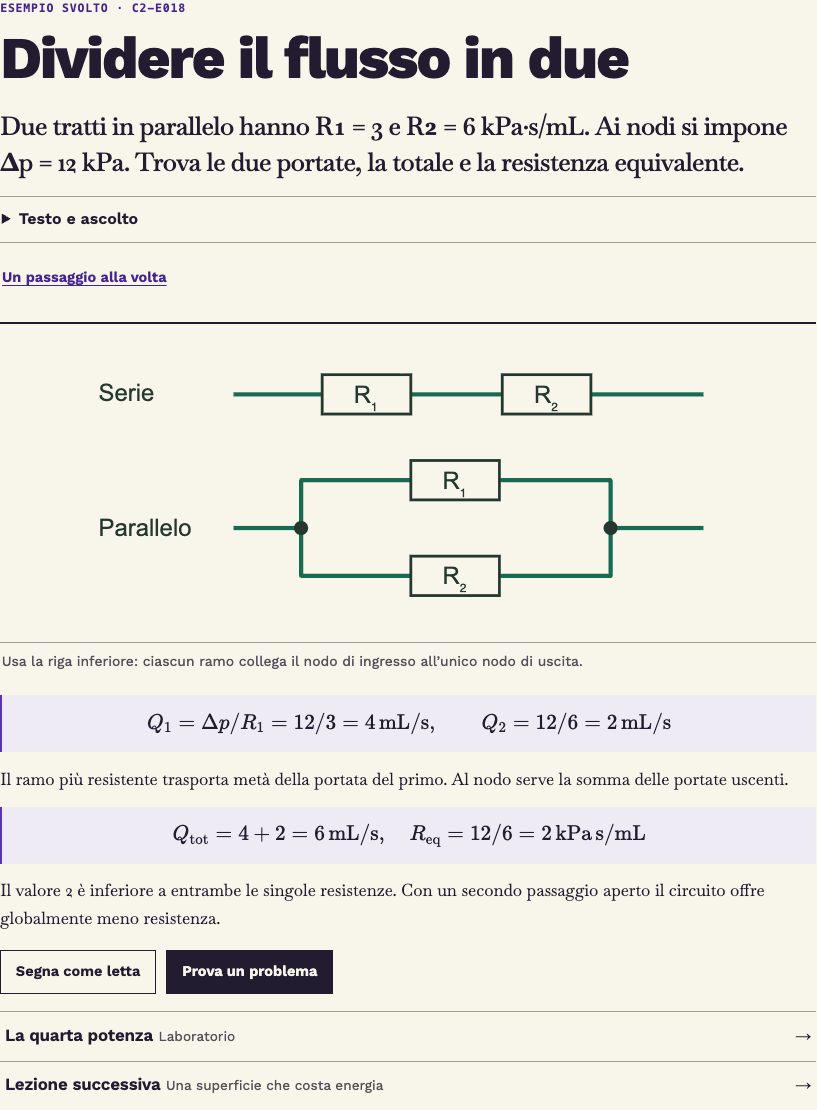 ESEMPIO SVOLTO · C2—E018
Dividere il flusso in due
Due tratti in parallelo hanno R1 = 3 e R2 = 6 kPa·s/mL. Ai nodi si impone
Δp = 12 kPa. Trova le due portate, la totale e la resistenza equivalente.
▶ Testo e ascolto
Un passaggio alla volta
Serie R₁ R₂
R₁
Parallelo
R₂
Usa la riga inferiore: ciascun ramo collega il nodo di ingresso all’unico nodo di uscita.
Q₁ = Δp/R₁ = 12/3 = 4 mL/s, Q₂ = 12/6 = 2 mL/s
Il ramo più resistente trasporta metà della portata del primo. Al nodo serve la somma delle portate uscenti.
Q_tot = 4 + 2 = 6 mL/s, R_eq = 12/6 = 2 kPa s/mL
Il valore 2 è inferiore a entrambe le singole resistenze. Con un secondo passaggio aperto il circuito offre
globalmente meno resistenza.
Segna come letta Prova un problema
La quarta potenza Laboratorio →
Lezione successiva Una superficie che costa energia →